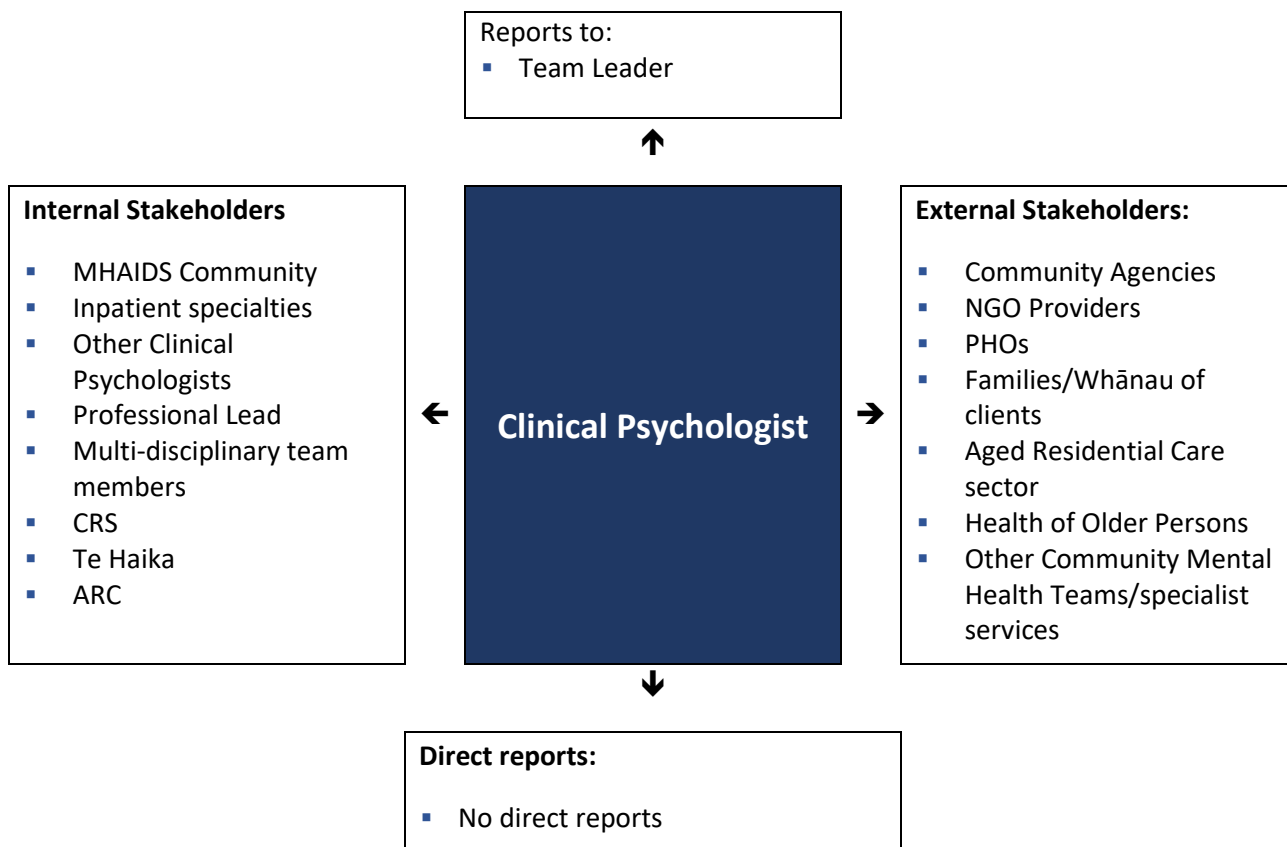 Reports to:
▪ Team Leader
Internal Stakeholders
▪ MHAIDS Community
▪ Inpatient specialties
▪ Other Clinical
Psychologists
▪ Professional Lead
▪ Multi-disciplinary team
members
▪ CRS
▪ Te Haika
▪ ARC
Clinical Psychologist
External Stakeholders:
▪ Community Agencies
▪ NGO Providers
▪ PHOs
▪ Families/Whānau of
clients
▪ Aged Residential Care
sector
▪ Health of Older Persons
▪ Other Community Mental
Health Teams/specialist
services
Direct reports:
▪ No direct reports